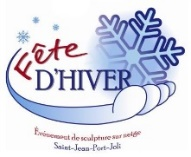 Fête
D'HIVER
Événement de sculpture sur neige
Saint-Jean-Port-Joli